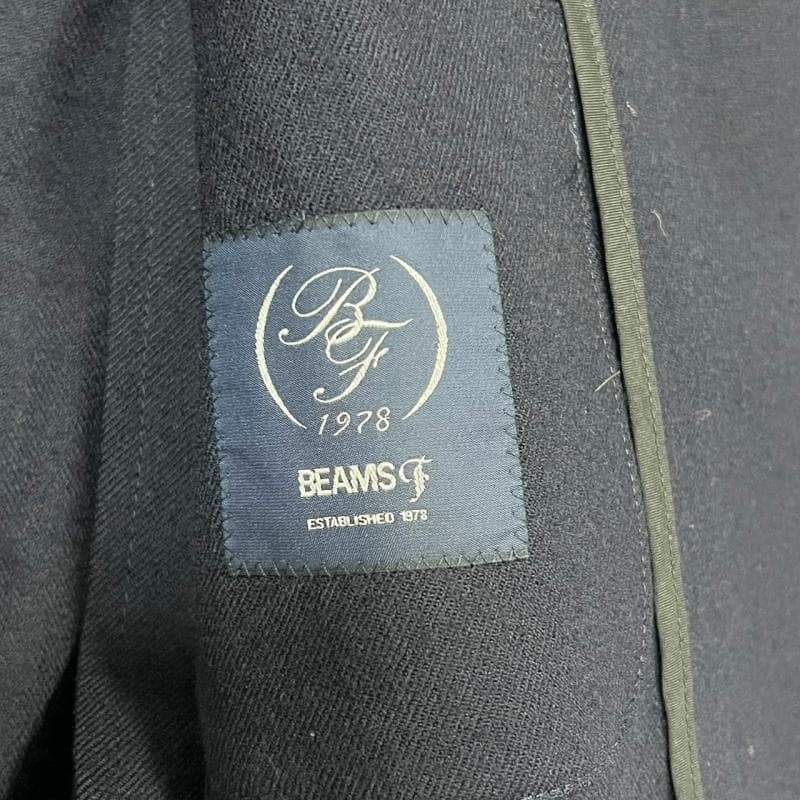 BF
1978
BEAMS F
ESTABLISHED 1978